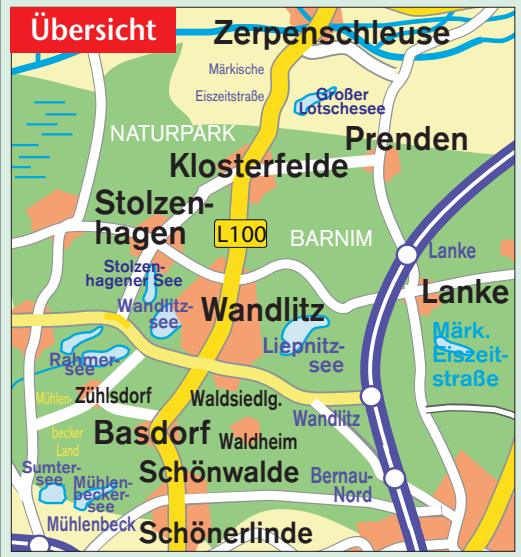 Übersicht
Zerpenschleuse
Märkische
Eiszeitstraße
Großer
Lotschesee
NATURPARK
Prenden
Klosterfelde
Stolzen-
hagen
L100
BARNIM
Lanke
Stolzen-
hagener See
Lanke
Wandlitz-
see
Wandlitz
Märk.
Eiszeit-
straße
Liepnitz-
see
Rahmer-
see
Mühlen-
becker
Land
Zühlsdorf
Waldsiedlg.
Wandlitz
Basdorf
Waldheim
Sumter-
see
Mühlen-
becker-
see
Schönwalde
Bernau-
Nord
Mühlenbeck
Schönerlinde